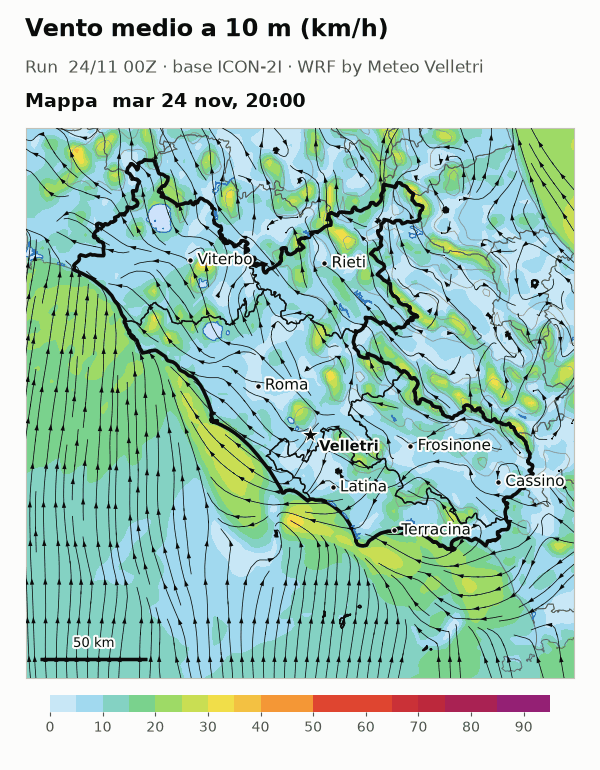 Vento medio a 10 m (km/h)
Run  24/11 00Z · base ICON-2I · WRF by Meteo Velletri
Mappa  mar 24 nov, 20:00
Viterbo
Rieti
Roma
Velletri
Frosinone
Cassino
Latina
Terracina
50 km
0 10 20 30 40 50 60 70 80 90